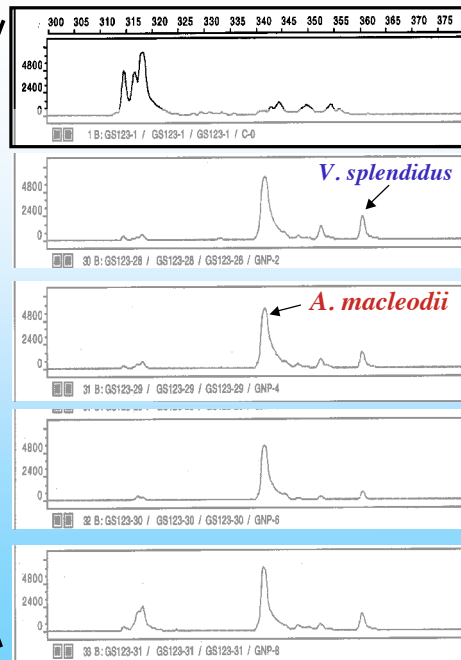 300 305 310 315 320 325 330 335 340 345 350 355 360 365 370 375 380
4800
2400
0
1 B: GS123-1 / GS123-1 / GS123-1 / C-0
V. splendidus
4800
2400
0
30 B: GS123-28 / GS123-28 / GS123-28 / GNP-2
A. macleodii
4800
2400
0
31 B: GS123-29 / GS123-29 / GS123-29 / GNP-4
4800
2400
0
32 B: GS123-30 / GS123-30 / GS123-30 / GNP-6
4800
2400
0
33 B: GS123-31 / GS123-31 / GS123-31 / GNP-8